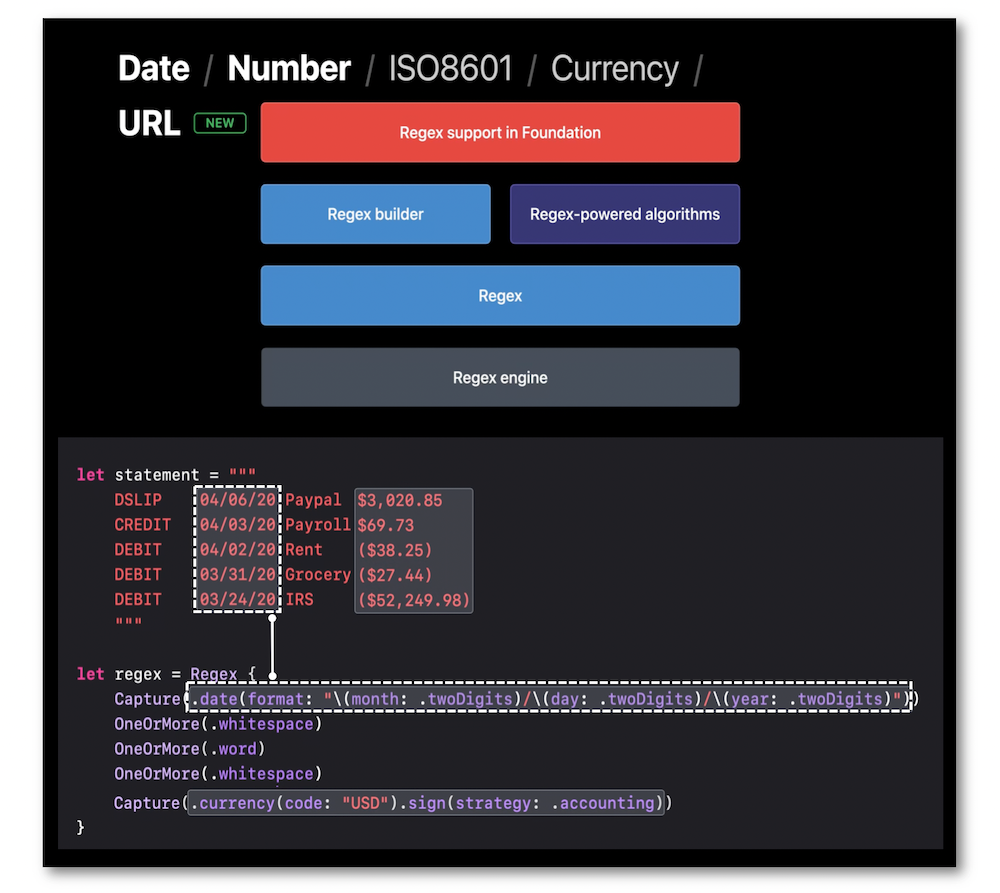 Date / Number / ISO8601 / Currency /
URL NEW
Regex support in Foundation
Regex builder
Regex-powered algorithms
Regex
Regex engine
let statement = """
DSLIP 04/06/20 Paypal $3,020.85
CREDIT 04/03/20 Payroll $69.73
DEBIT 04/02/20 Rent ($38.25)
DEBIT 03/31/20 Grocery ($27.44)
DEBIT 03/24/20 IRS ($52,249.98)
"""
let regex = Regex {
Capture(.date(format: "\(month: .twoDigits)/\(day: .twoDigits)/\(year: .twoDigits)"))
OneOrMore(.whitespace)
OneOrMore(.word)
OneOrMore(.whitespace)
Capture(.currency(code: "USD").sign(strategy: .accounting))
}